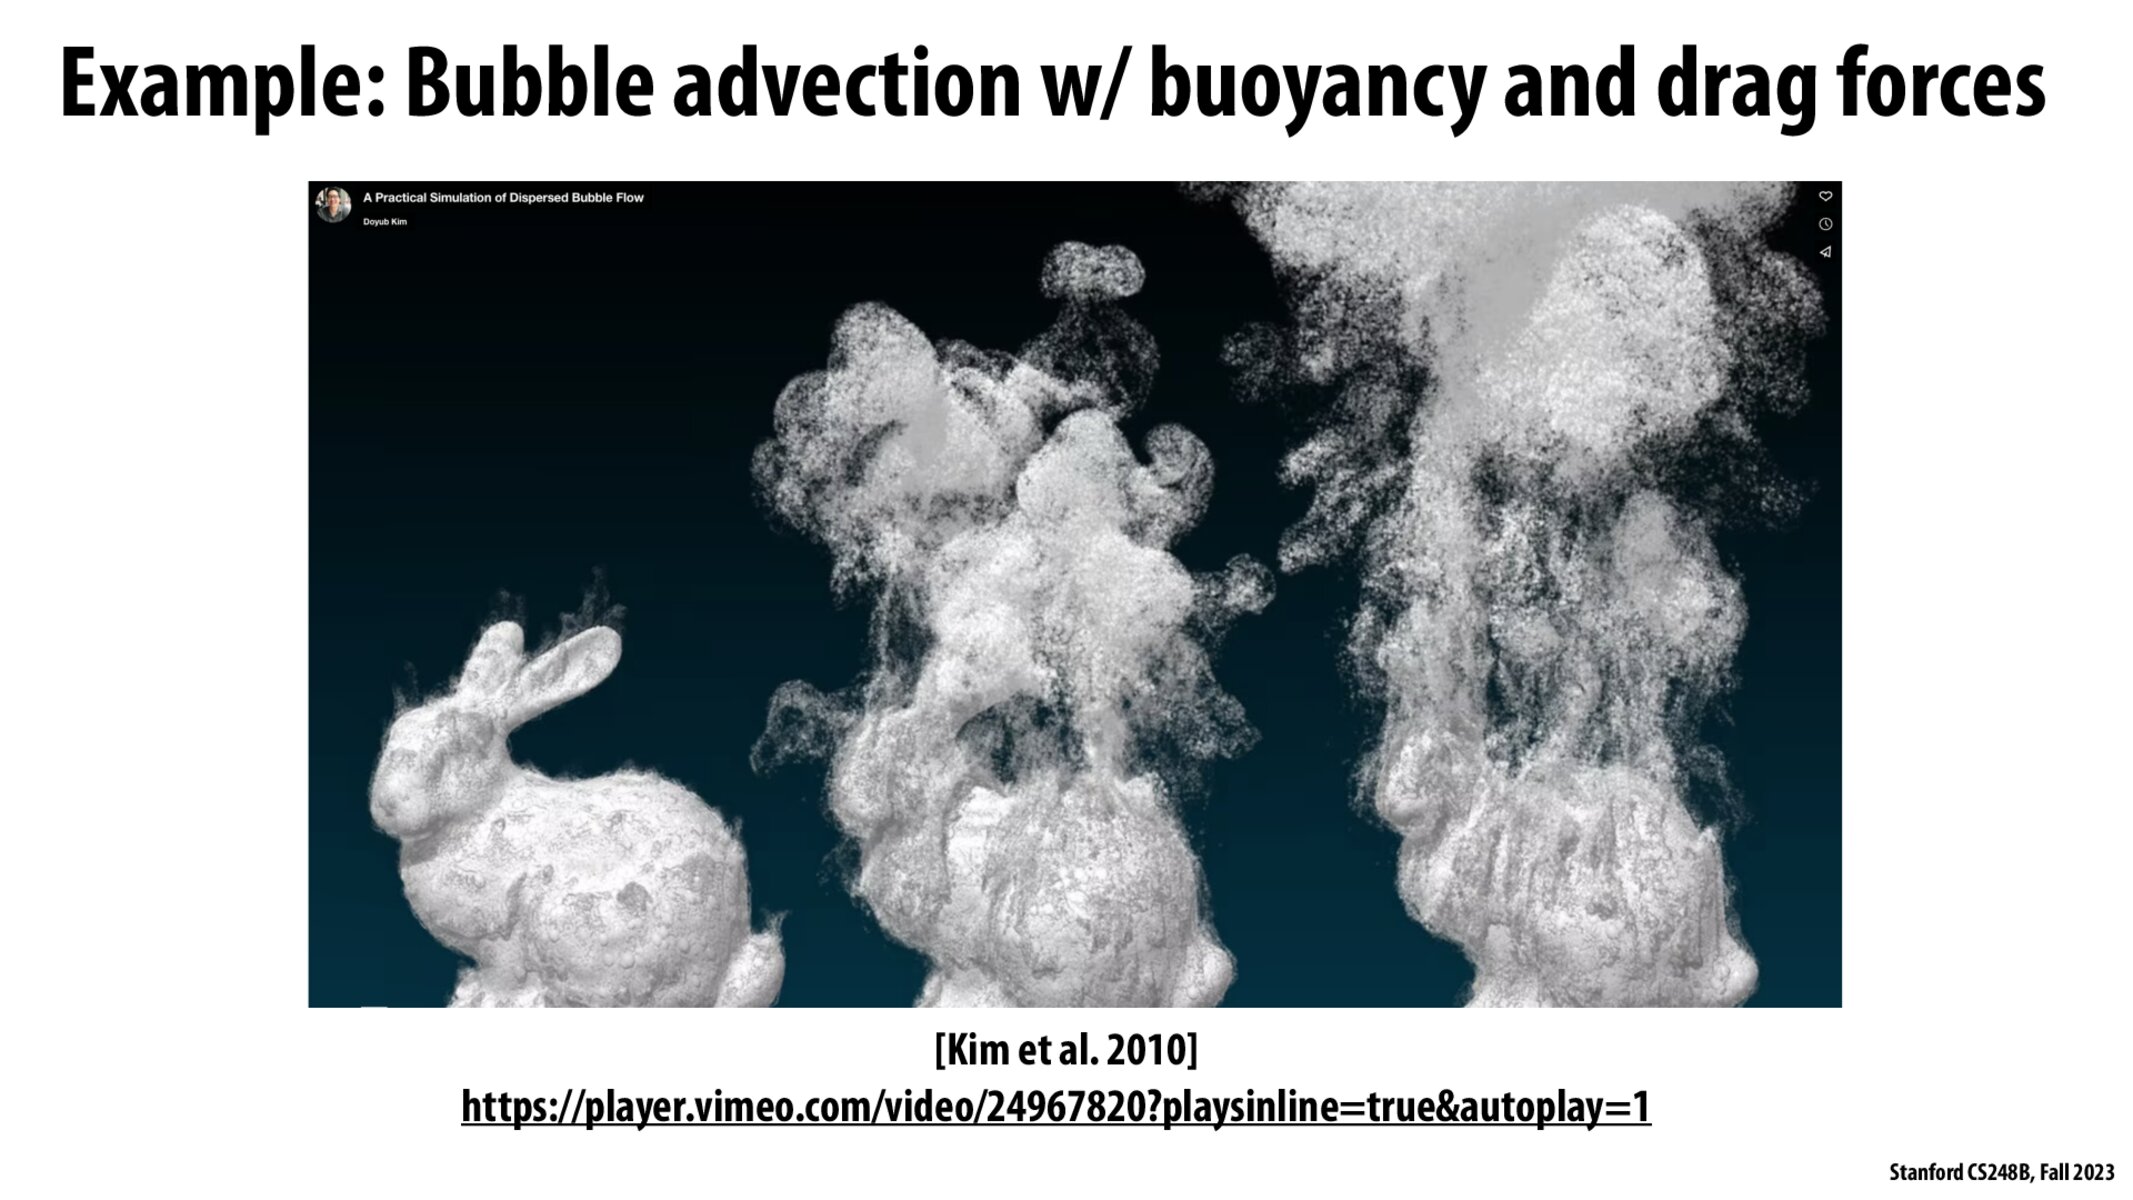 Example: Bubble advection w/ buoyancy and drag forces
A Practical Simulation of Dispersed Bubble Flow
Doyub Kim
[Kim et al. 2010]
https://player.vimeo.com/video/24967820?playsinline=true&autoplay=1
Stanford CS248B, Fall 2023